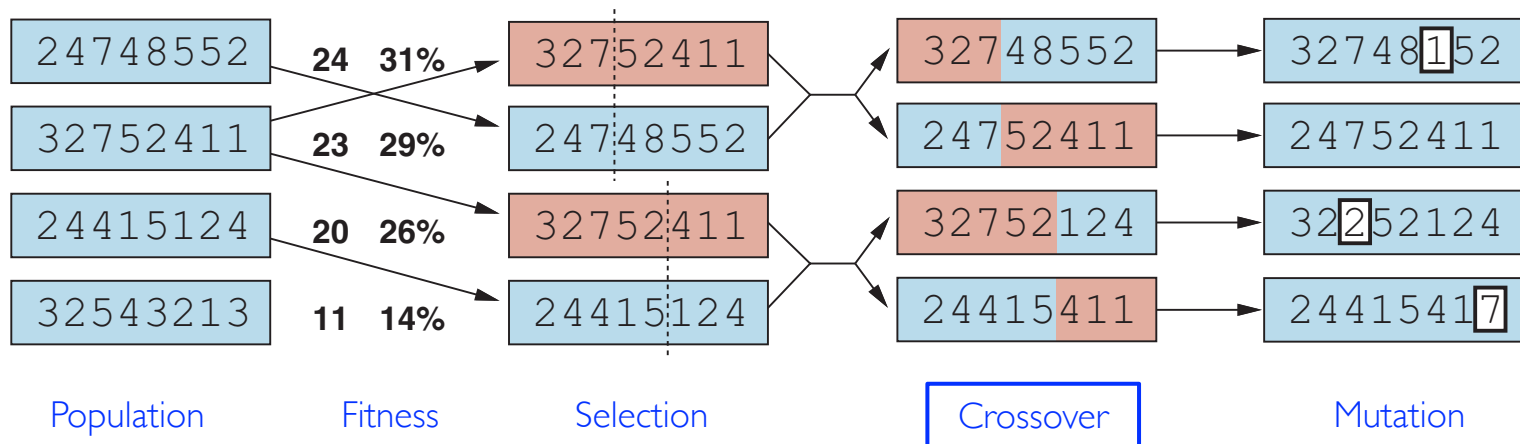 24748552 24 31% 32752411 32748552 32748152
32752411 23 29% 24748552 24752411 24752411
24415124 20 26% 32752411 32752124 32252124
32543213 11 14% 24415124 24415411 24415417
Population Fitness Selection Crossover Mutation